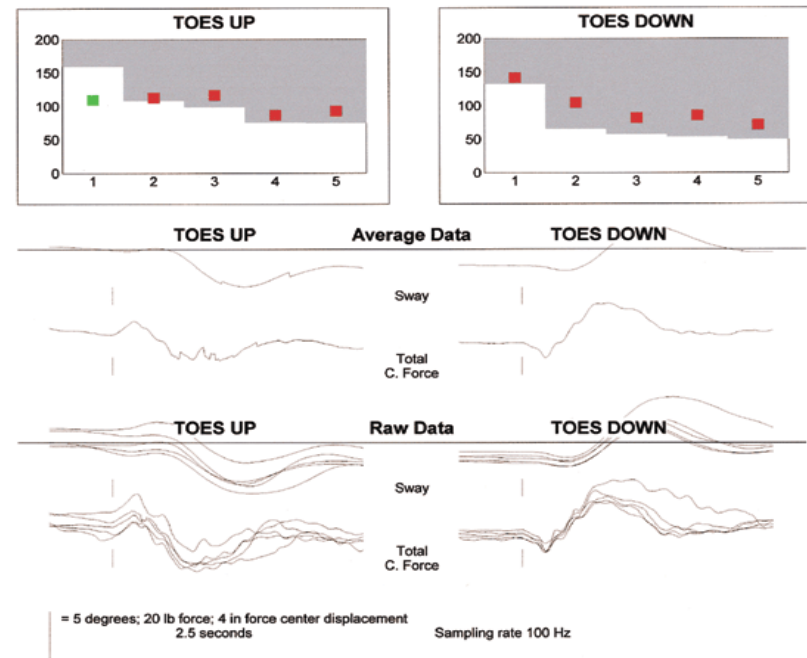 TOES UP
200
150
100
50
0
1 2 3 4 5
TOES DOWN
200
150
100
50
0
1 2 3 4 5
TOES UP Average Data TOES DOWN
Sway
Total
C. Force
TOES UP Raw Data TOES DOWN
Sway
Total
C. Force
= 5 degrees; 20 lb force; 4 in force center displacement
2.5 seconds Sampling rate 100 Hz